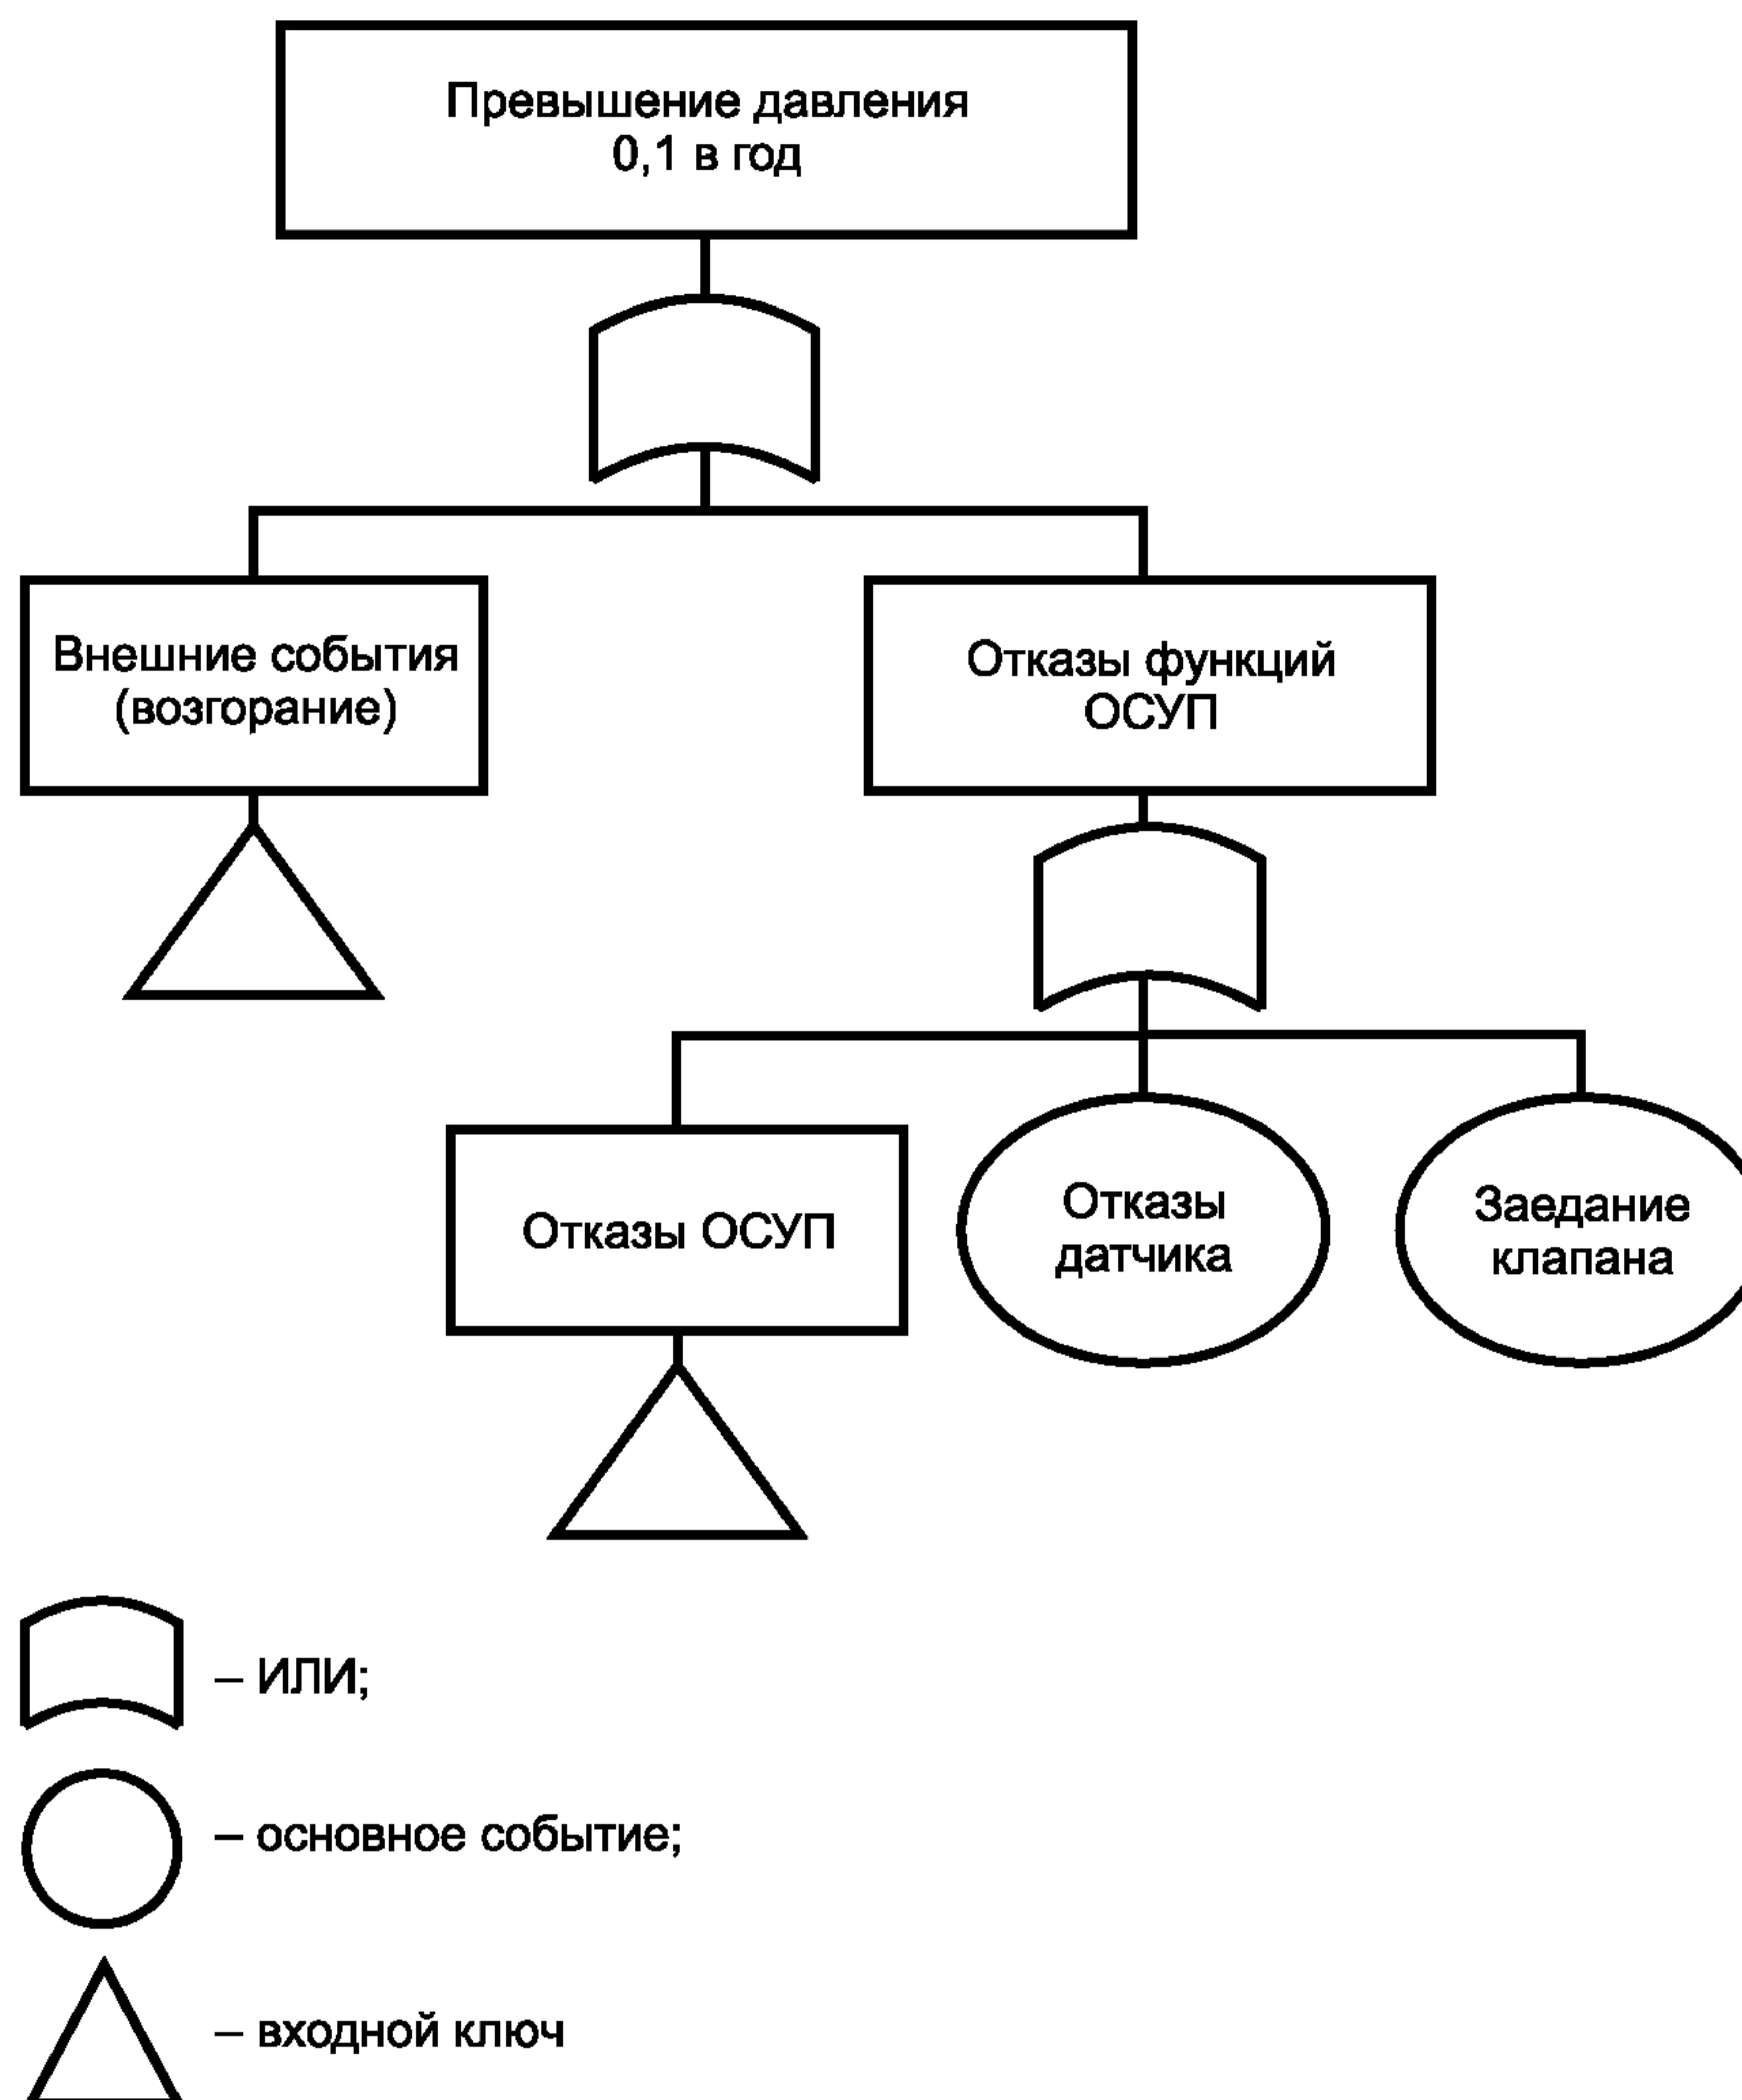 Превышение давления
0,1 в год
Внешние события
(возгорание)
Отказы функций
ОСУП
Отказы ОСУП
Отказы
датчика
Заедание
клапана
– ИЛИ;
– основное событие;
– входной ключ